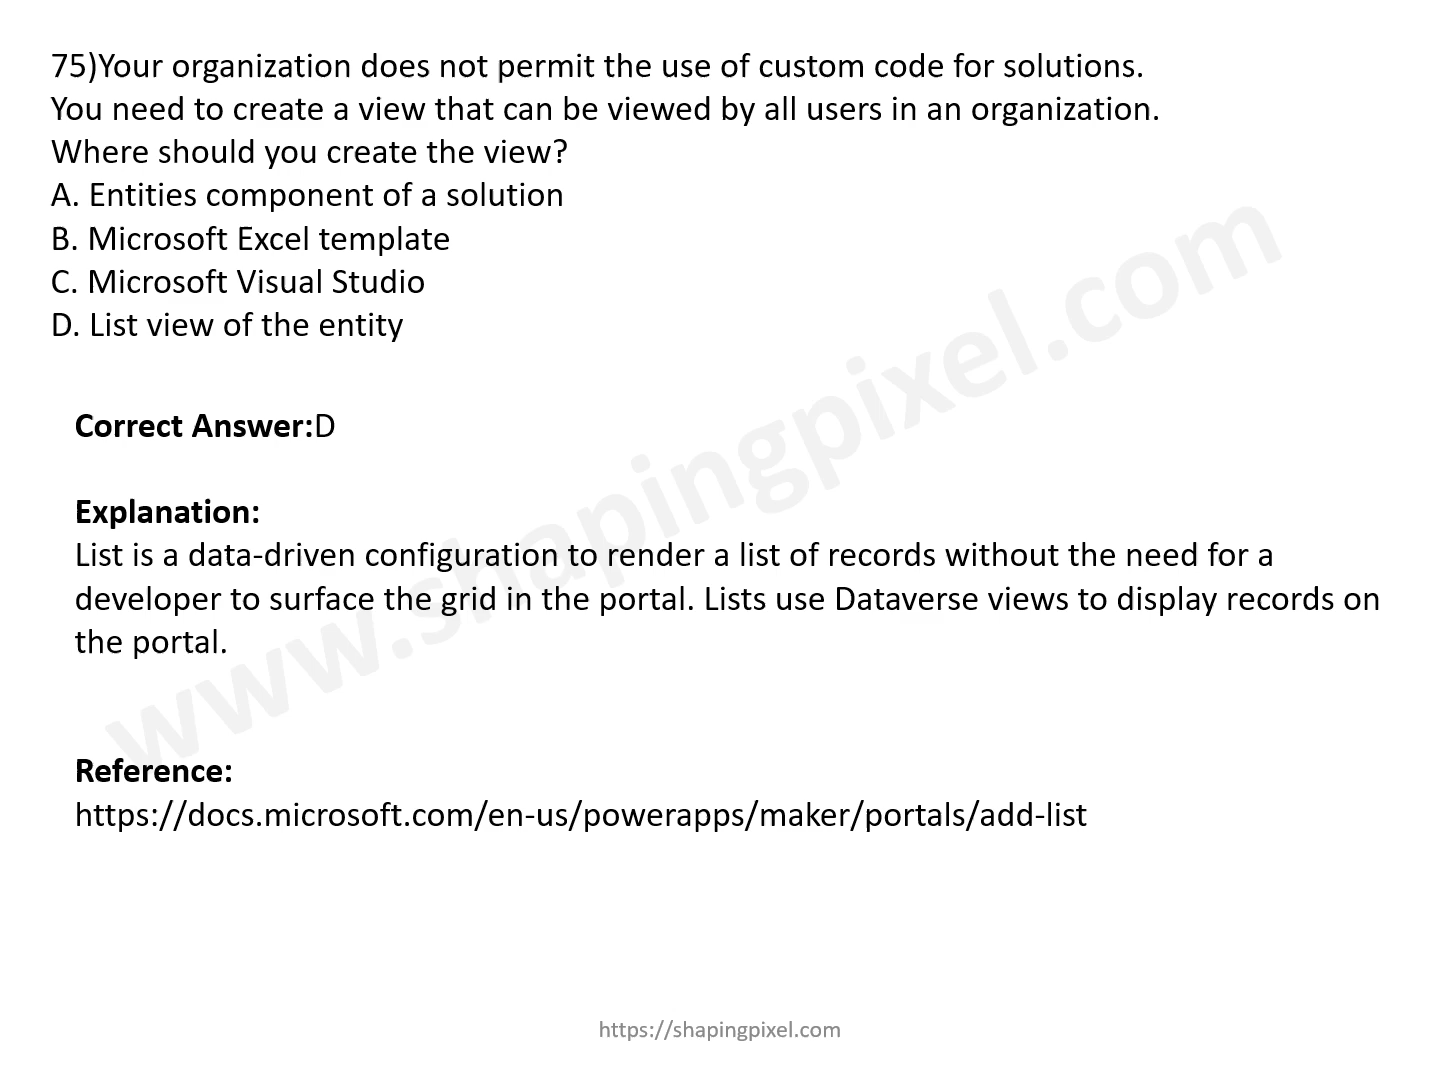 75)Your organization does not permit the use of custom code for solutions.
You need to create a view that can be viewed by all users in an organization.
Where should you create the view?
A. Entities component of a solution
B. Microsoft Excel template
C. Microsoft Visual Studio
D. List view of the entity
Correct Answer:D
Explanation:
List is a data-driven configuration to render a list of records without the need for a
developer to surface the grid in the portal. Lists use Dataverse views to display records on
the portal.
Reference:
https://docs.microsoft.com/en-us/powerapps/maker/portals/add-list
www.shapingpixel.com
https://shapingpixel.com